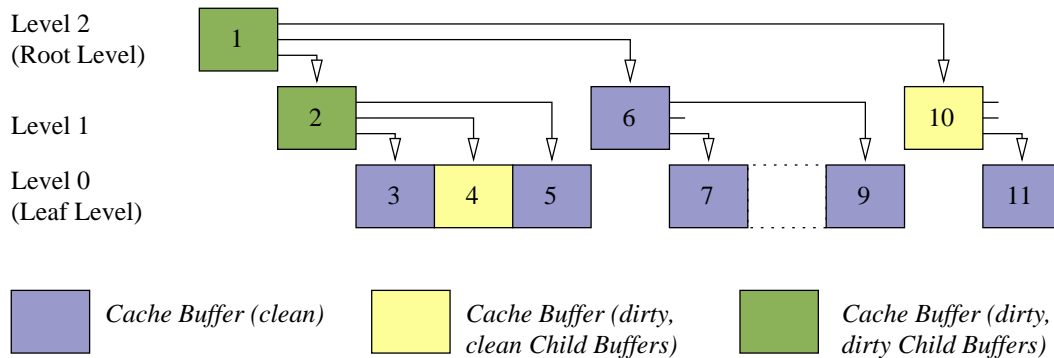 Level 2
(Root Level)
1
Level 1
2
6
10
Level 0
(Leaf Level)
3
4
5
7
9
11
Cache Buffer (clean)
Cache Buffer (dirty,
clean Child Buffers)
Cache Buffer (dirty,
dirty Child Buffers)